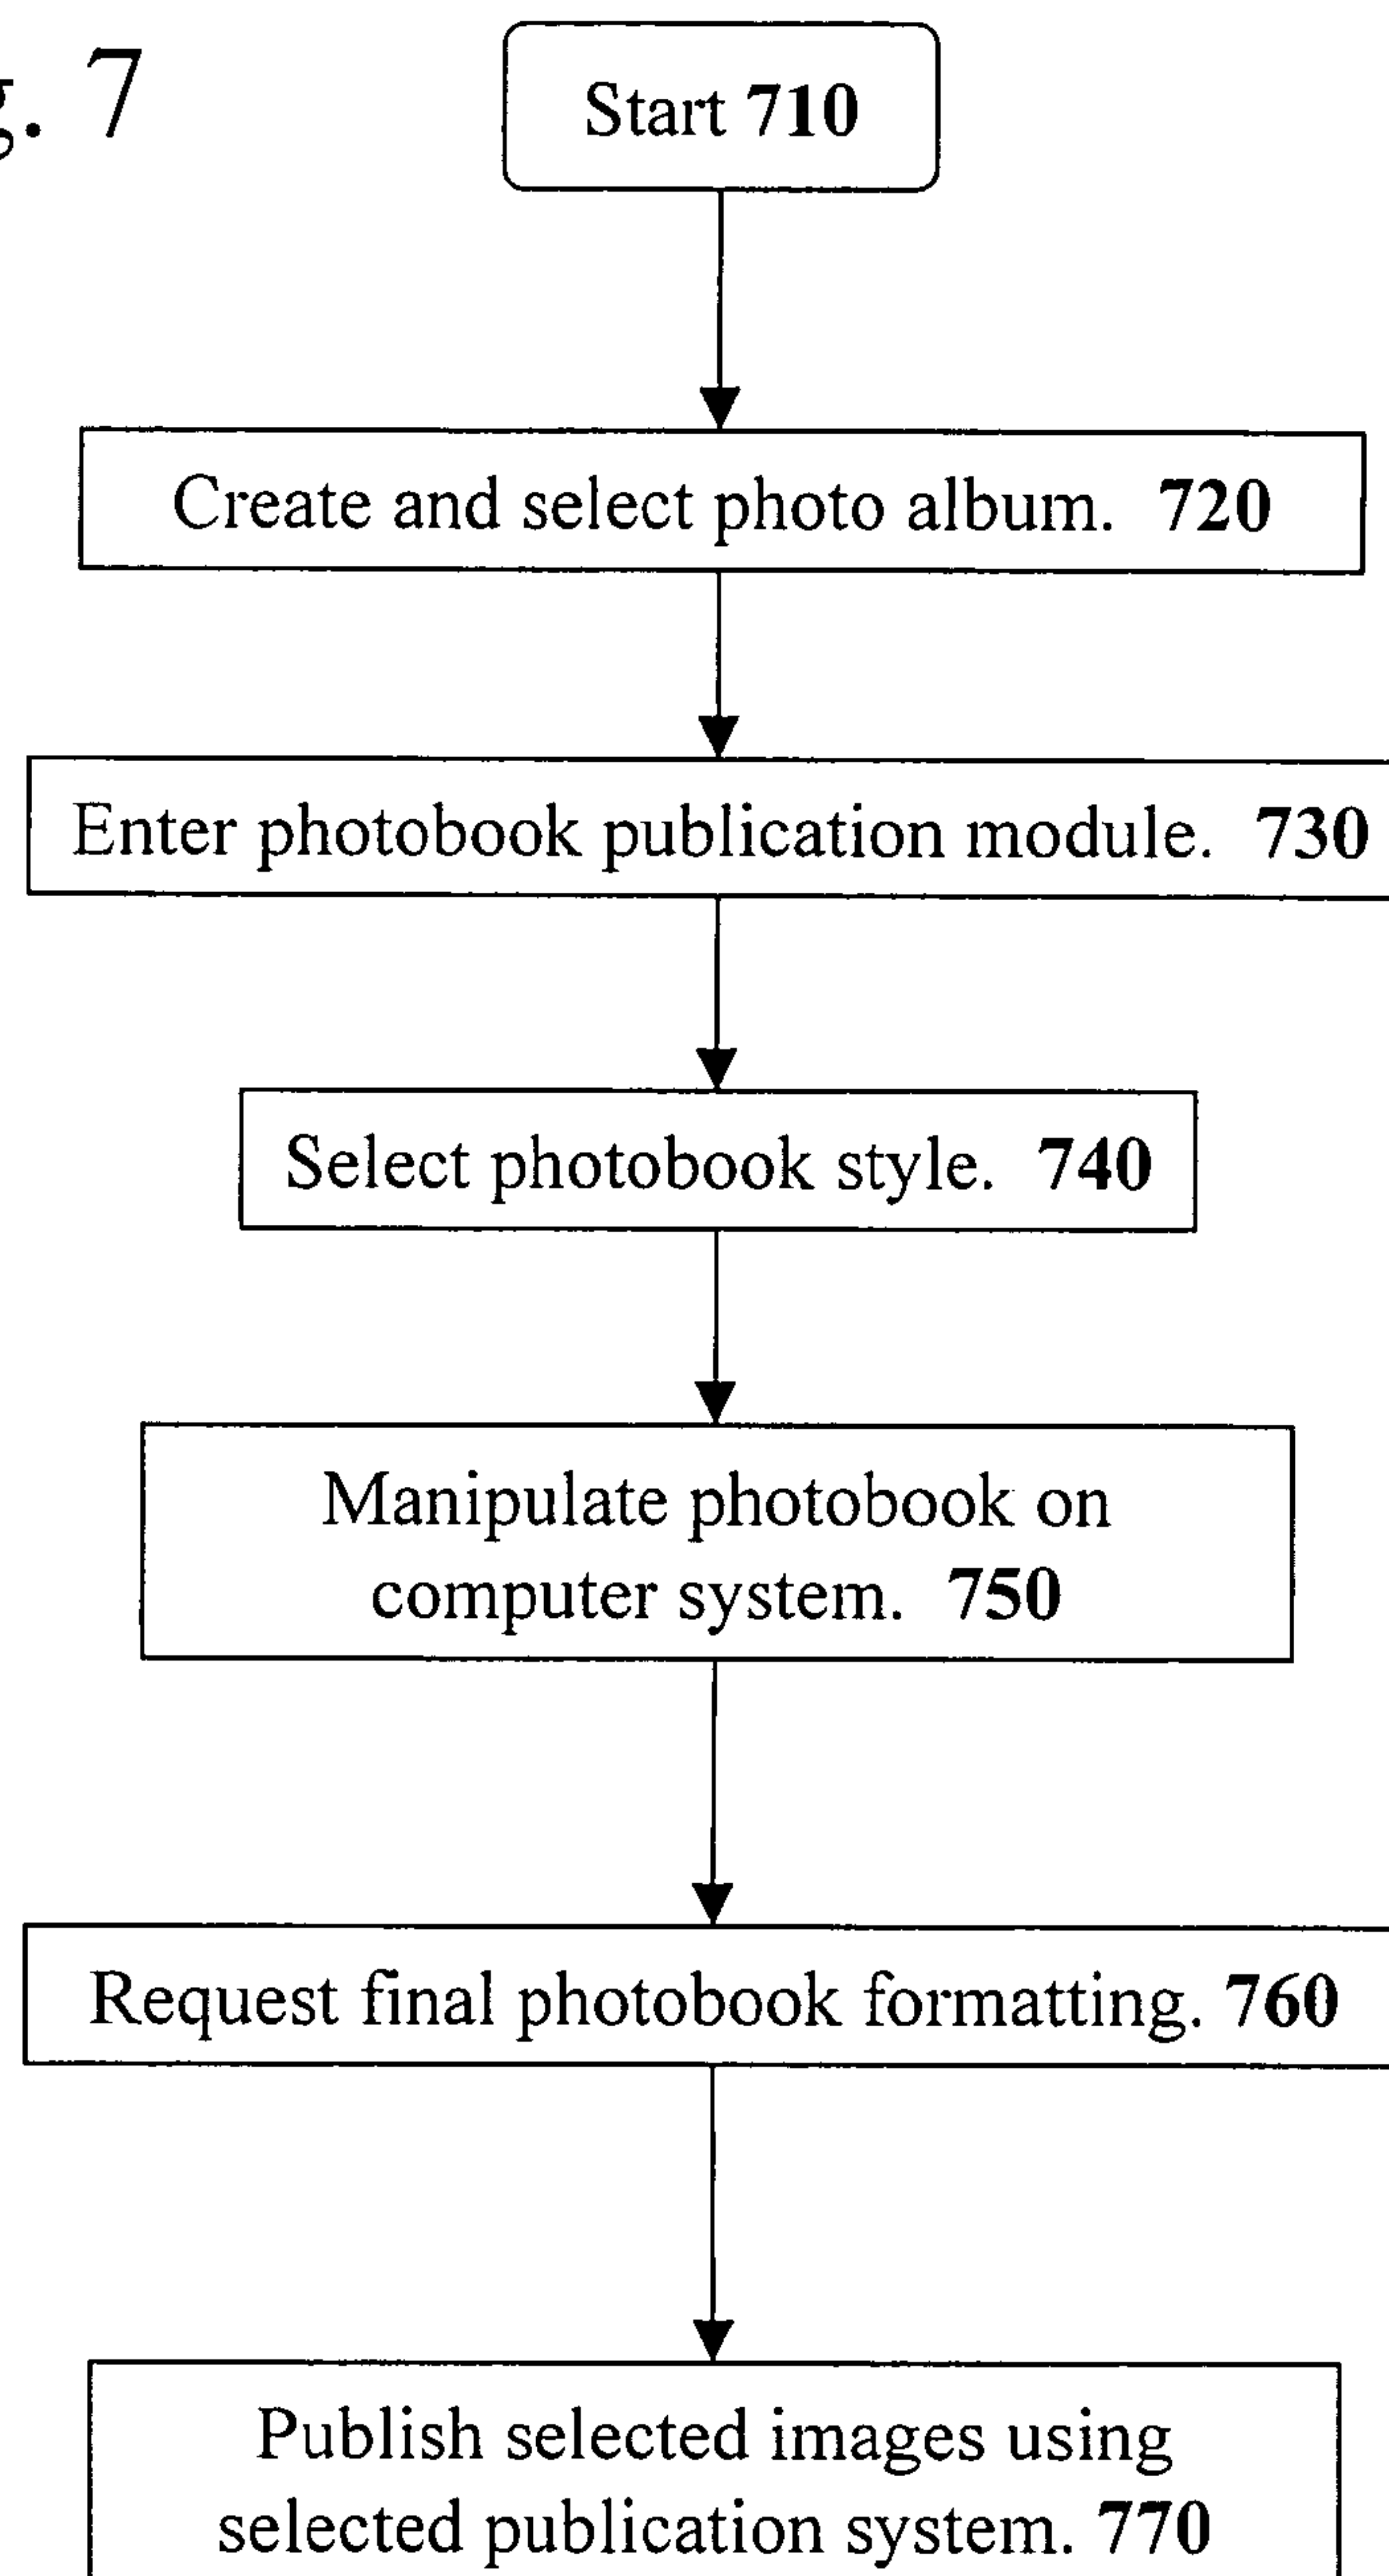 g. 7
Start 710
Create and select photo album. 720
Enter photobook publication module. 730
Select photobook style. 740
Manipulate photobook on
computer system. 750
Request final photobook formatting. 760
Publish selected images using
selected publication system. 770